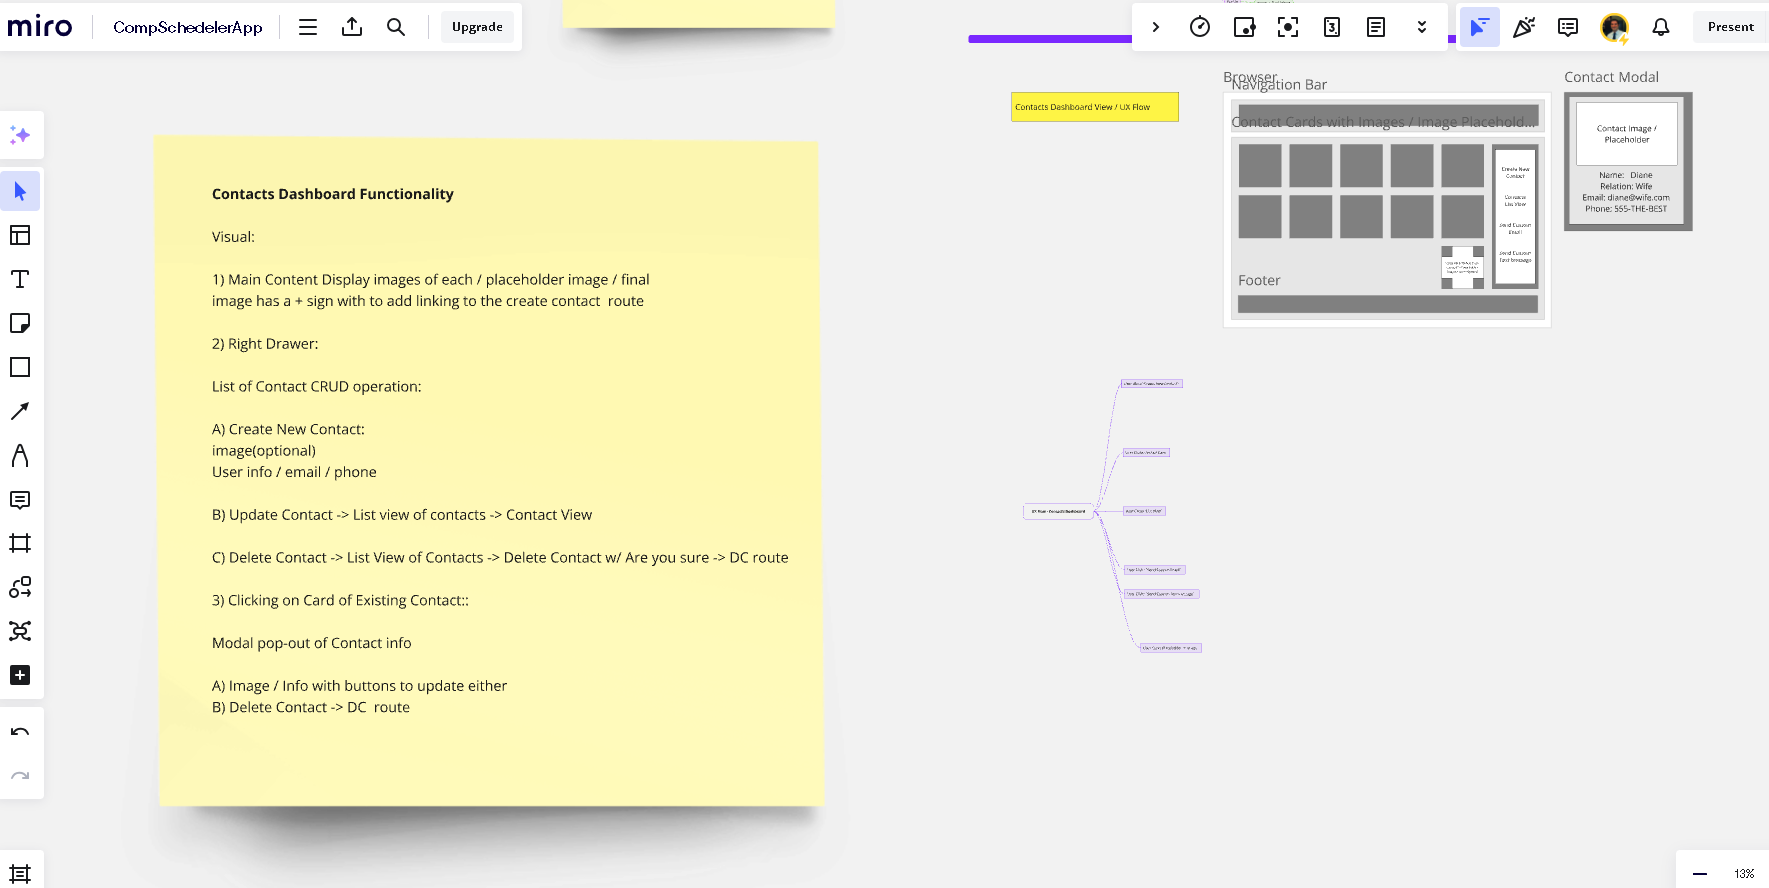 miro
CompSchedelerApp
Upgrade
3
Present
Contacts Dashboard Functionality
Visual:
1) Main Content Display images of each / placeholder image / final
image has a + sign with to add linking to the create contact  route
2) Right Drawer:
List of Contact CRUD operation:
A) Create New Contact:
image(optional)
User info / email / phone
B) Update Contact -> List view of contacts -> Contact View
C) Delete Contact -> List View of Contacts -> Delete Contact w/ Are you sure -> DC route
3) Clicking on Card of Existing Contact::
Modal pop-out of Contact info
A) Image / Info with buttons to update either
B) Delete Contact -> DC  route
Contacts Dashboard View / UX Flow
Browser
Navigation Bar
Contact Cards with Images / Image Placehold...
Create New
Contact
Contacts
List View
Send Custom
Email
Send Custom
Text Message
Footer
Contact Modal
Contact Image /
Placeholder
Name:   Diane
Relation: Wife
Email: diane@wife.com
Phone: 555-THE-BEST
UX Flow - Contacts Dashboard
13%